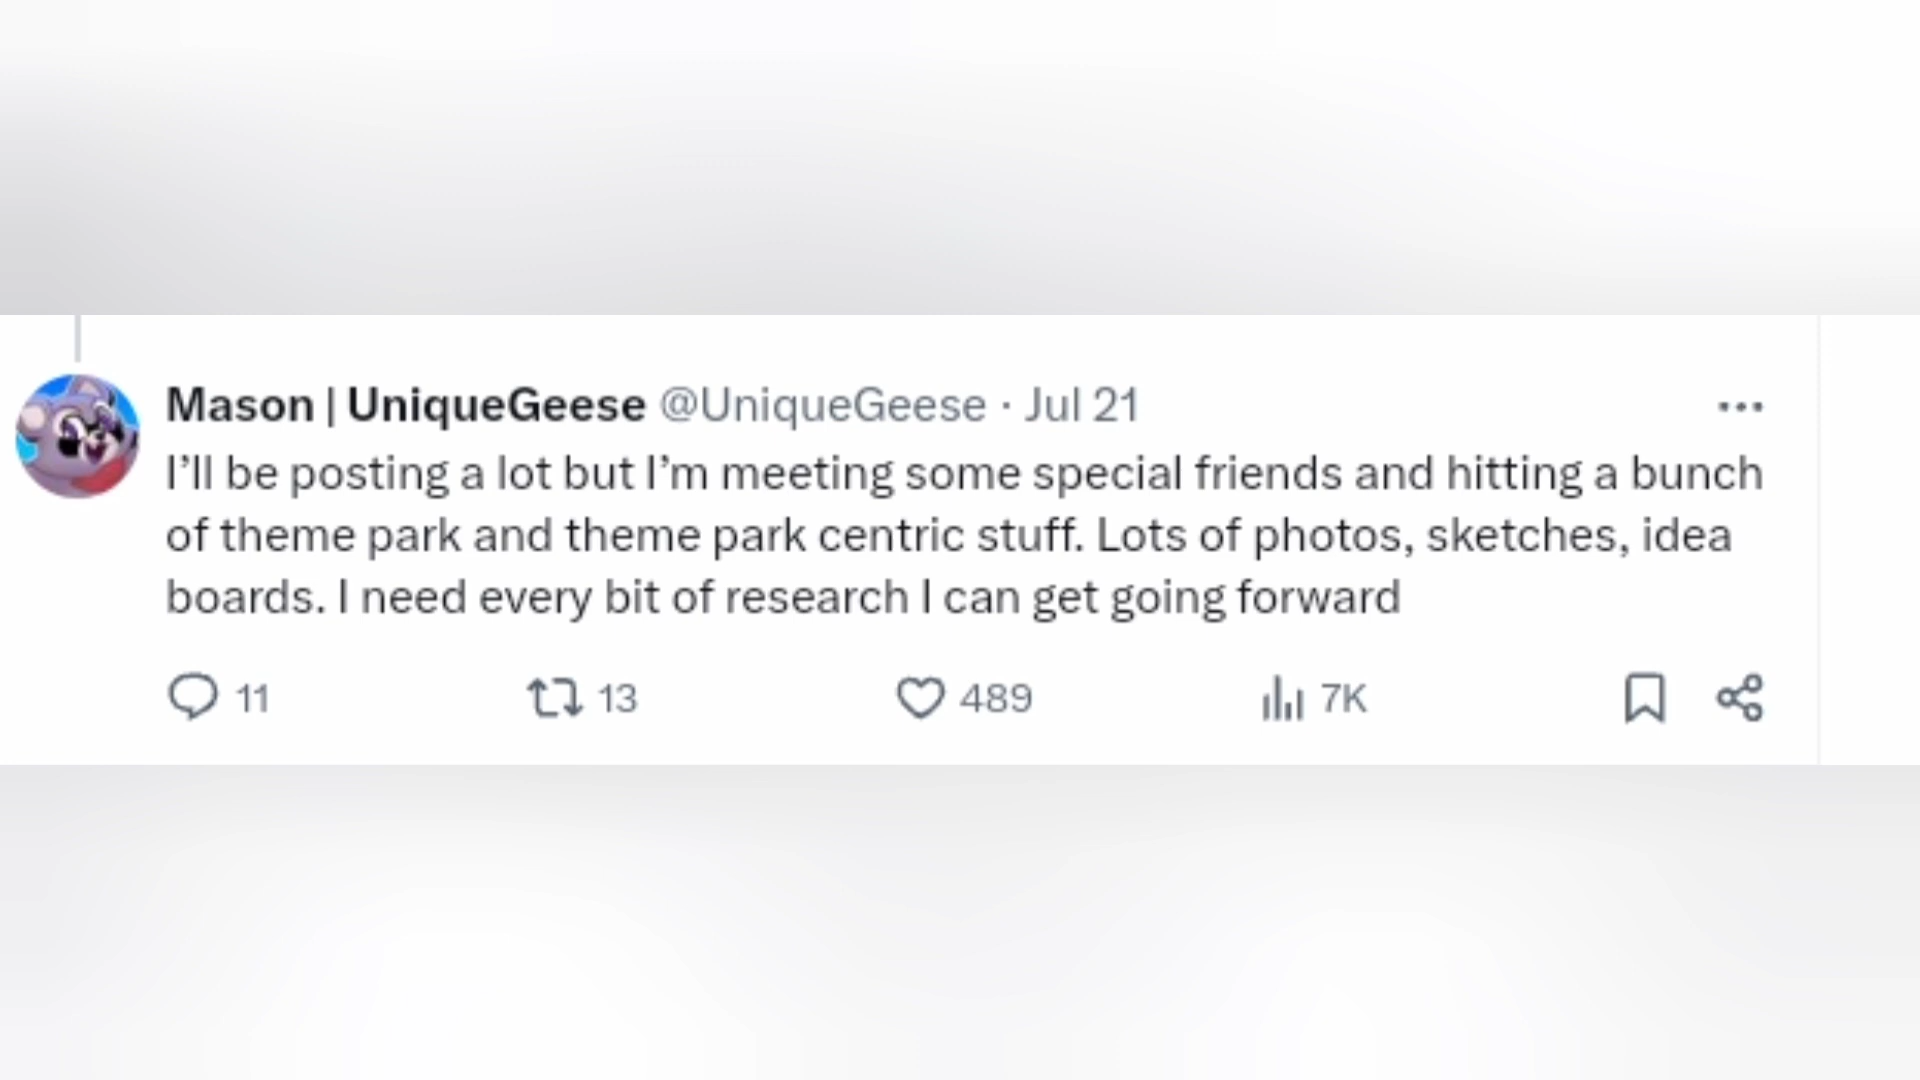 Mason | UniqueGeese @UniqueGeese · Jul 21
I’ll be posting a lot but I’m meeting some special friends and hitting a bunch
of theme park and theme park centric stuff. Lots of photos, sketches, idea
boards. I need every bit of research I can get going forward
11 13 489 7K